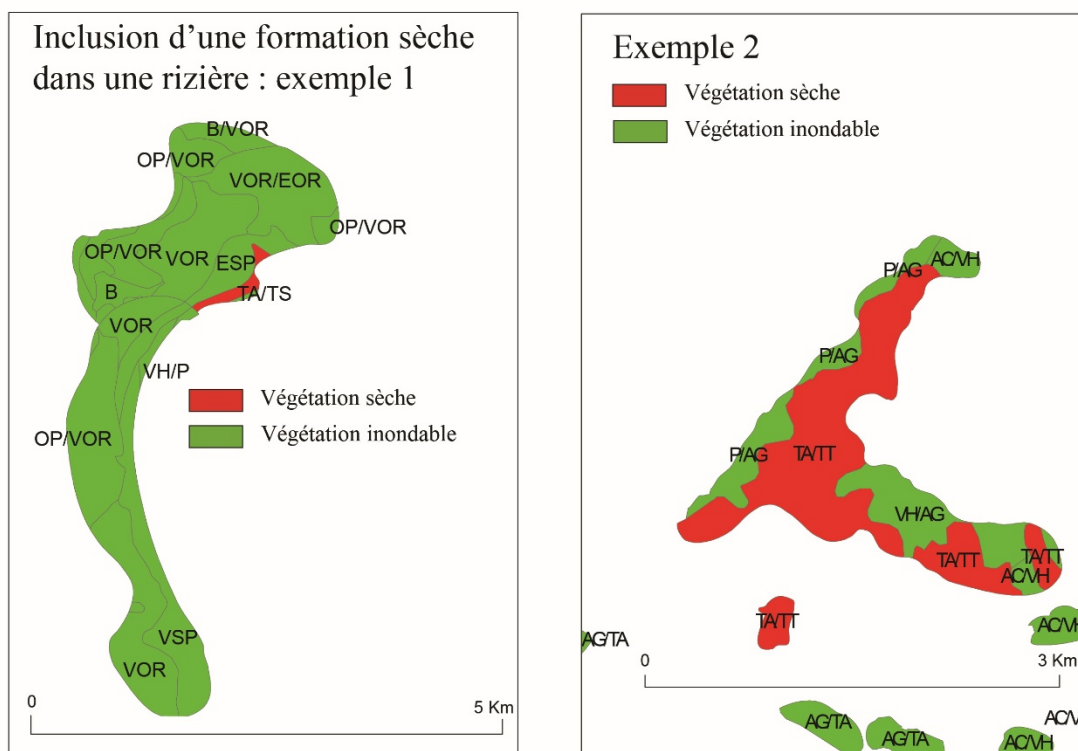 Inclusion d’une formation sèche
dans une rizière : exemple 1
B/VOR
OP/VOR
VOR/EOR
OP/VOR
OP/VOR
VOR
ESP
B
TA/TS
VOR
VH/P
Végétation sèche
Végétation inondable
OP/VOR
VSP
VOR
0
5 Km
Exemple 2
Végétation sèche
Végétation inondable
AC/VH
P/AG
P/AG
P/AG
TA/TT
VH/AG
TA/TT
TA/TT
AC/VH
TA/TT
AC/VH
AG/TA
0
3 Km
AG/TA
AG/TA
AC/VH
AC/V